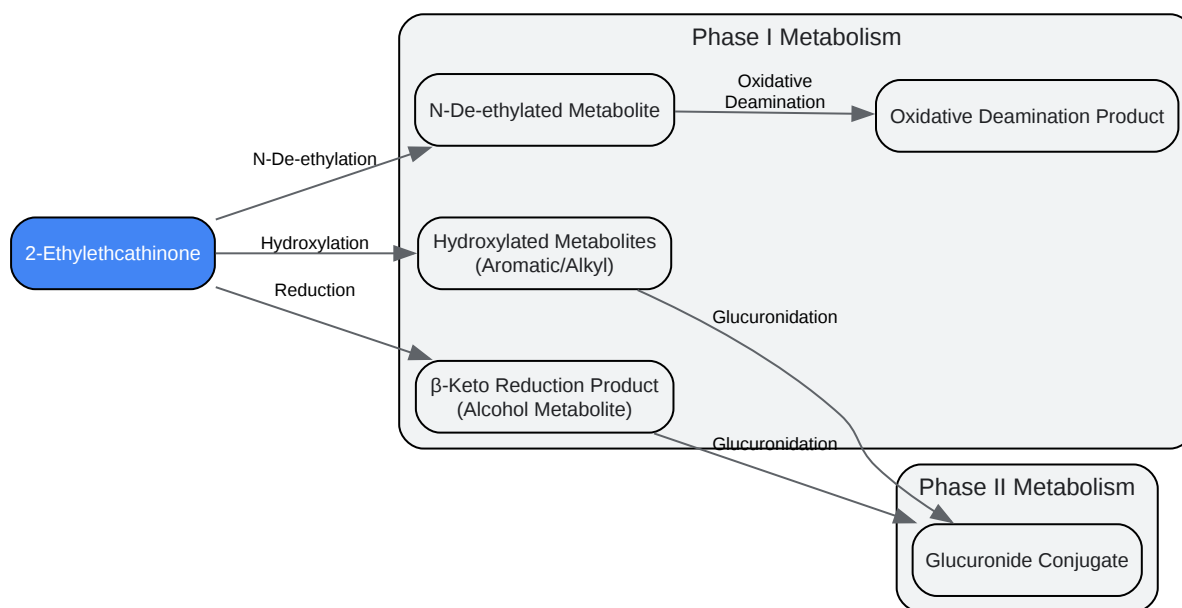 Phase I Metabolism
Oxidative
Deamination
N-De-ethylated Metabolite
Oxidative Deamination Product
N-De-ethylation
2-Ethylethcathinone
Hydroxylation
Hydroxylated Metabolites
(Aromatic/Alkyl)
Reduction
Glucuronidation
β-Keto Reduction Product
(Alcohol Metabolite)
Glucuronidation
Phase II Metabolism
Glucuronide Conjugate